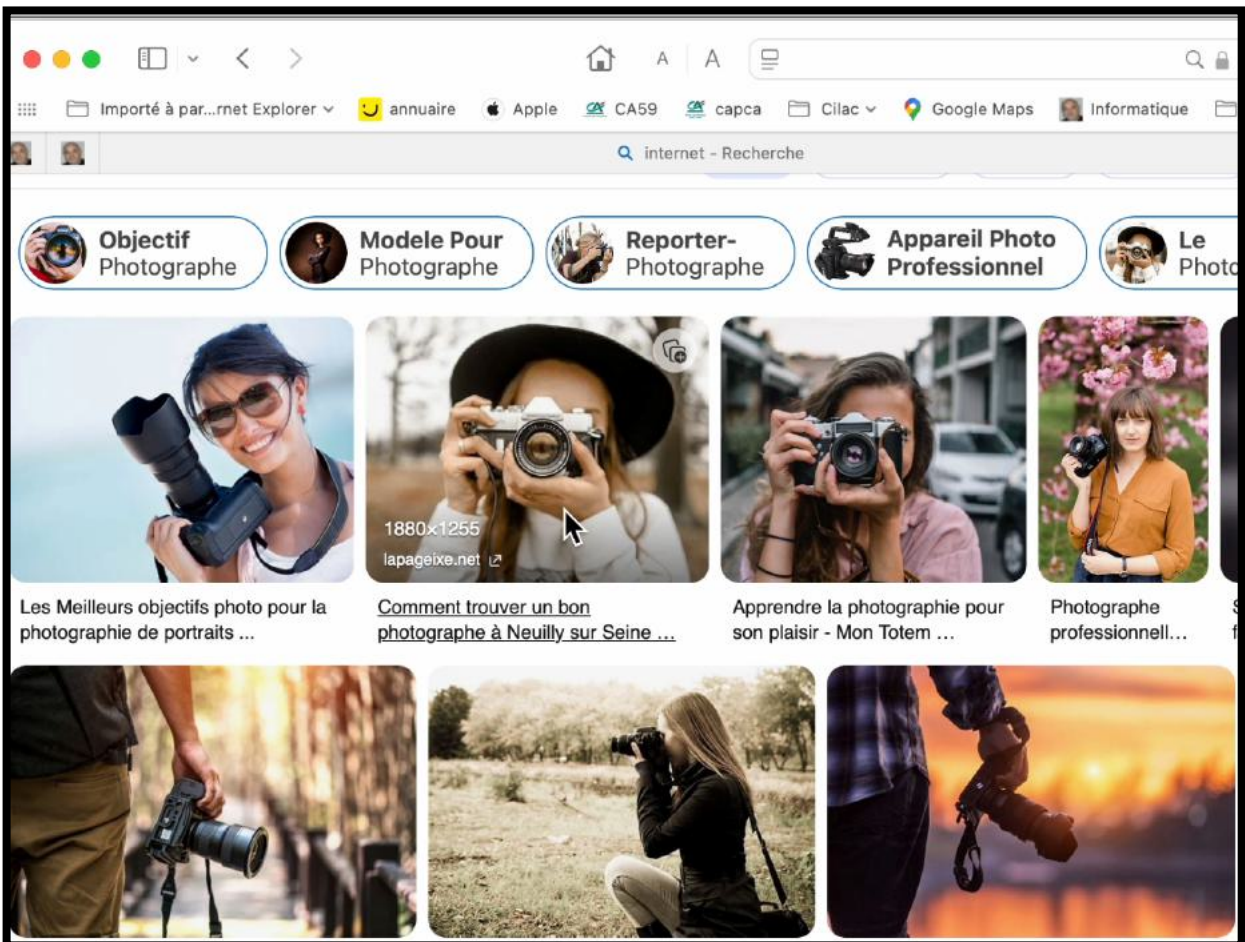 A A
Importé à par...rnet Explorer annuaire Apple CA59 capca Cilac Google Maps Informatique
internet - Recherche
Objectif
Photographe
Modele Pour
Photographe
Reporter-
Photographe
Appareil Photo
Professionnel
Le
1880×1255
lapageixe.net
Les Meilleurs objectifs photo pour la
photographie de portraits ...
Comment trouver un bon
photographe à Neuilly sur Seine ...
Apprendre la photographie pour
son plaisir - Mon Totem ...
Photographe
professionnell...